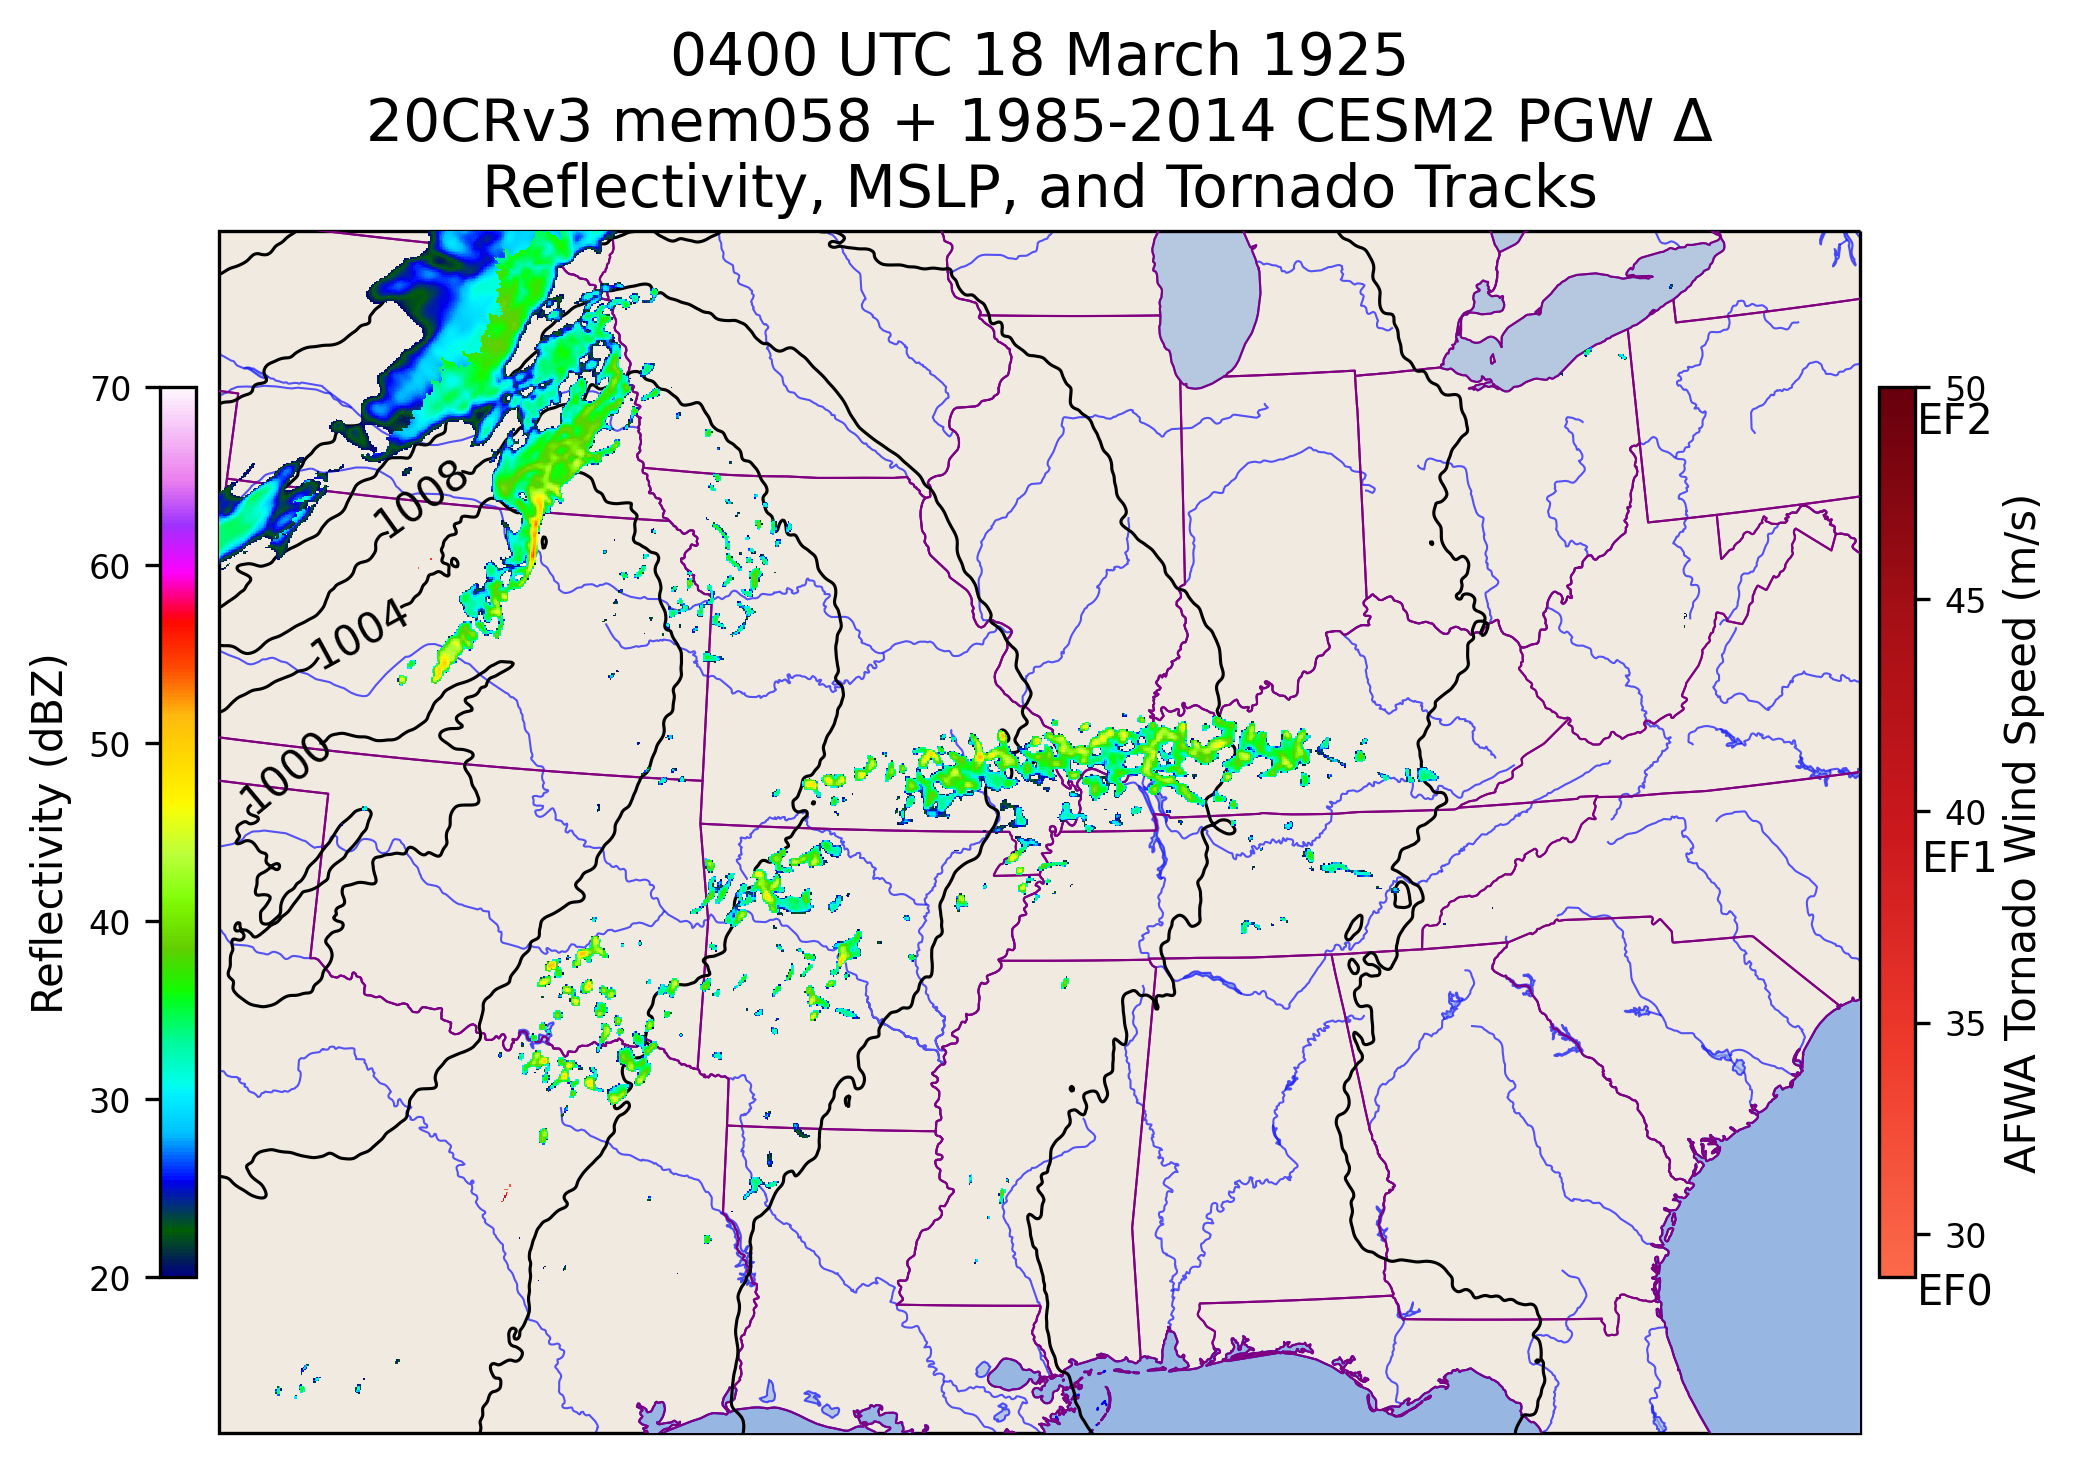 0400 UTC 18 March 1925
20CRv3 mem058 + 1985-2014 CESM2 PGW Δ
Reflectivity, MSLP, and Tornado Tracks
70
60
50
40
30
20
Reflectivity (dBZ)
1008
1004
1000
50
EF2
45
40
EF1
35
30
EF0
AFWA Tornado Wind Speed (m/s)